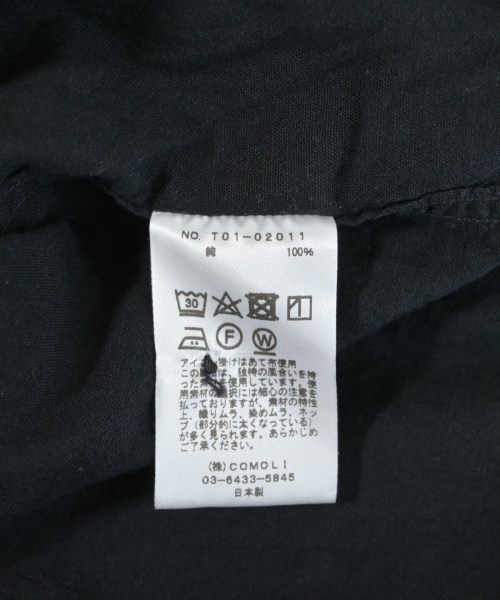 NO. T01-02011
綿 100%
30
F W
アイロン掛けはあて布使用
この製品は、独特の風合いを持
った素材を使用しています。使
用素材の選択には細心の注意を
払っておりますが、素材の特性
上、織りムラ、染めムラ、ネッ
プ(部分的に太くなっている)
が多く見られます。あらかじめ
ご了承ください。
(株)COMOLI
03-6433-5845
日本製